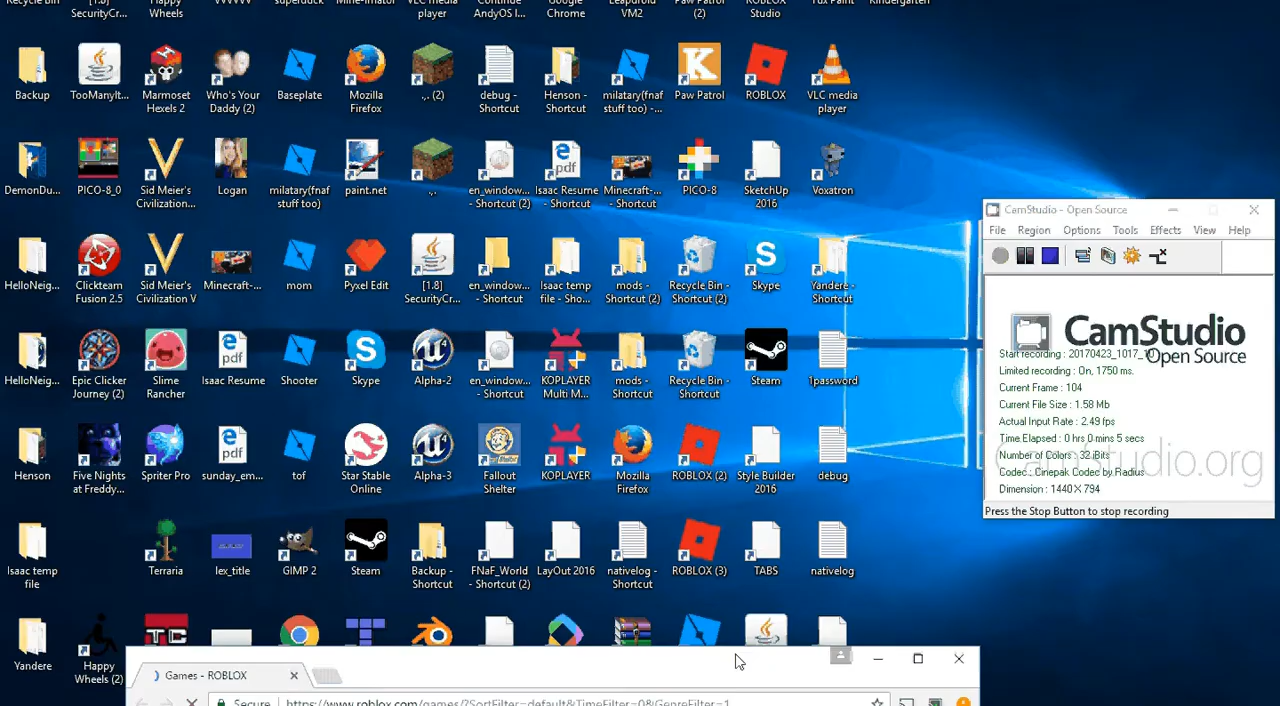 Recycle Bin
[1.8]
SecurityCr...
Happy
Wheels
VVVVVV
superduck
Mine-imator
VLC media
player
Continue
AndyOS I...
Google
Chrome
Leapdroid
VM2
Paw Patrol
(2)
ROBLOX
Studio
Tux Paint
Kindergarten
Backup
TooManyIt...
Marmoset
Hexels 2
Who's Your
Daddy (2)
Baseplate
Mozilla
Firefox
.,. (2)
debug -
Shortcut
Henson -
Shortcut
milatary(fnaf
stuff too) -...
Paw Patrol
ROBLOX
VLC media
player
DemonDu...
PICO-8_0
Sid Meier's
Civilization...
Logan
milatary(fnaf
stuff too)
paint.net
.,.
en_window...
- Shortcut (2)
Isaac Resume
- Shortcut
Minecraft-...
- Shortcut
PICO-8
SketchUp
2016
Voxatron
HelloNeig...
Clickteam
Fusion 2.5
Sid Meier's
Civilization V
Minecraft-...
mom
Pyxel Edit
[1.8]
SecurityCr...
en_window...
- Shortcut
Isaac temp
file - Sho...
mods -
Shortcut (2)
Recycle Bin -
Shortcut (2)
Skype
Yandere -
Shortcut
HelloNeig...
Epic Clicker
Journey (2)
Slime
Rancher
Isaac Resume
Shooter
Skype
Alpha-2
en_window...
- Shortcut
KOPLAYER
Multi M...
mods -
Shortcut
Recycle Bin -
Shortcut
Steam
1password
Henson
Five Nights
at Freddy...
Spriter Pro
sunday_em...
tof
Star Stable
Online
Alpha-3
Fallout
Shelter
KOPLAYER
Mozilla
Firefox
ROBLOX (2)
Style Builder
2016
debug
Isaac temp
file
Terraria
lex_title
GIMP 2
Steam
Backup -
Shortcut
FNaF_World
- Shortcut (2)
LayOut 2016
nativelog -
Shortcut
ROBLOX (3)
TABS
nativelog
Yandere
Happy
Wheels (2)
CamStudio - Open Source
File Region Options Tools Effects View Help
CamStudio
Open Source
Start recording : 20170423_1017_
Limited recording : On, 1750 ms.
Current Frame : 104
Current File Size : 1.58 Mb
Actual Input Rate : 2.49 fps
Time Elapsed : 0 hrs 0 mins 5 secs
Number of Colors : 32 Bits
Codec : Cinepak Codec by Radius
Dimension : 1440 X 794
Press the Stop Button to stop recording
Games - ROBLOX
Secure https://www.roblox.com/games/?SortFilter=default&TimeFilter=0&GenreFilter=1